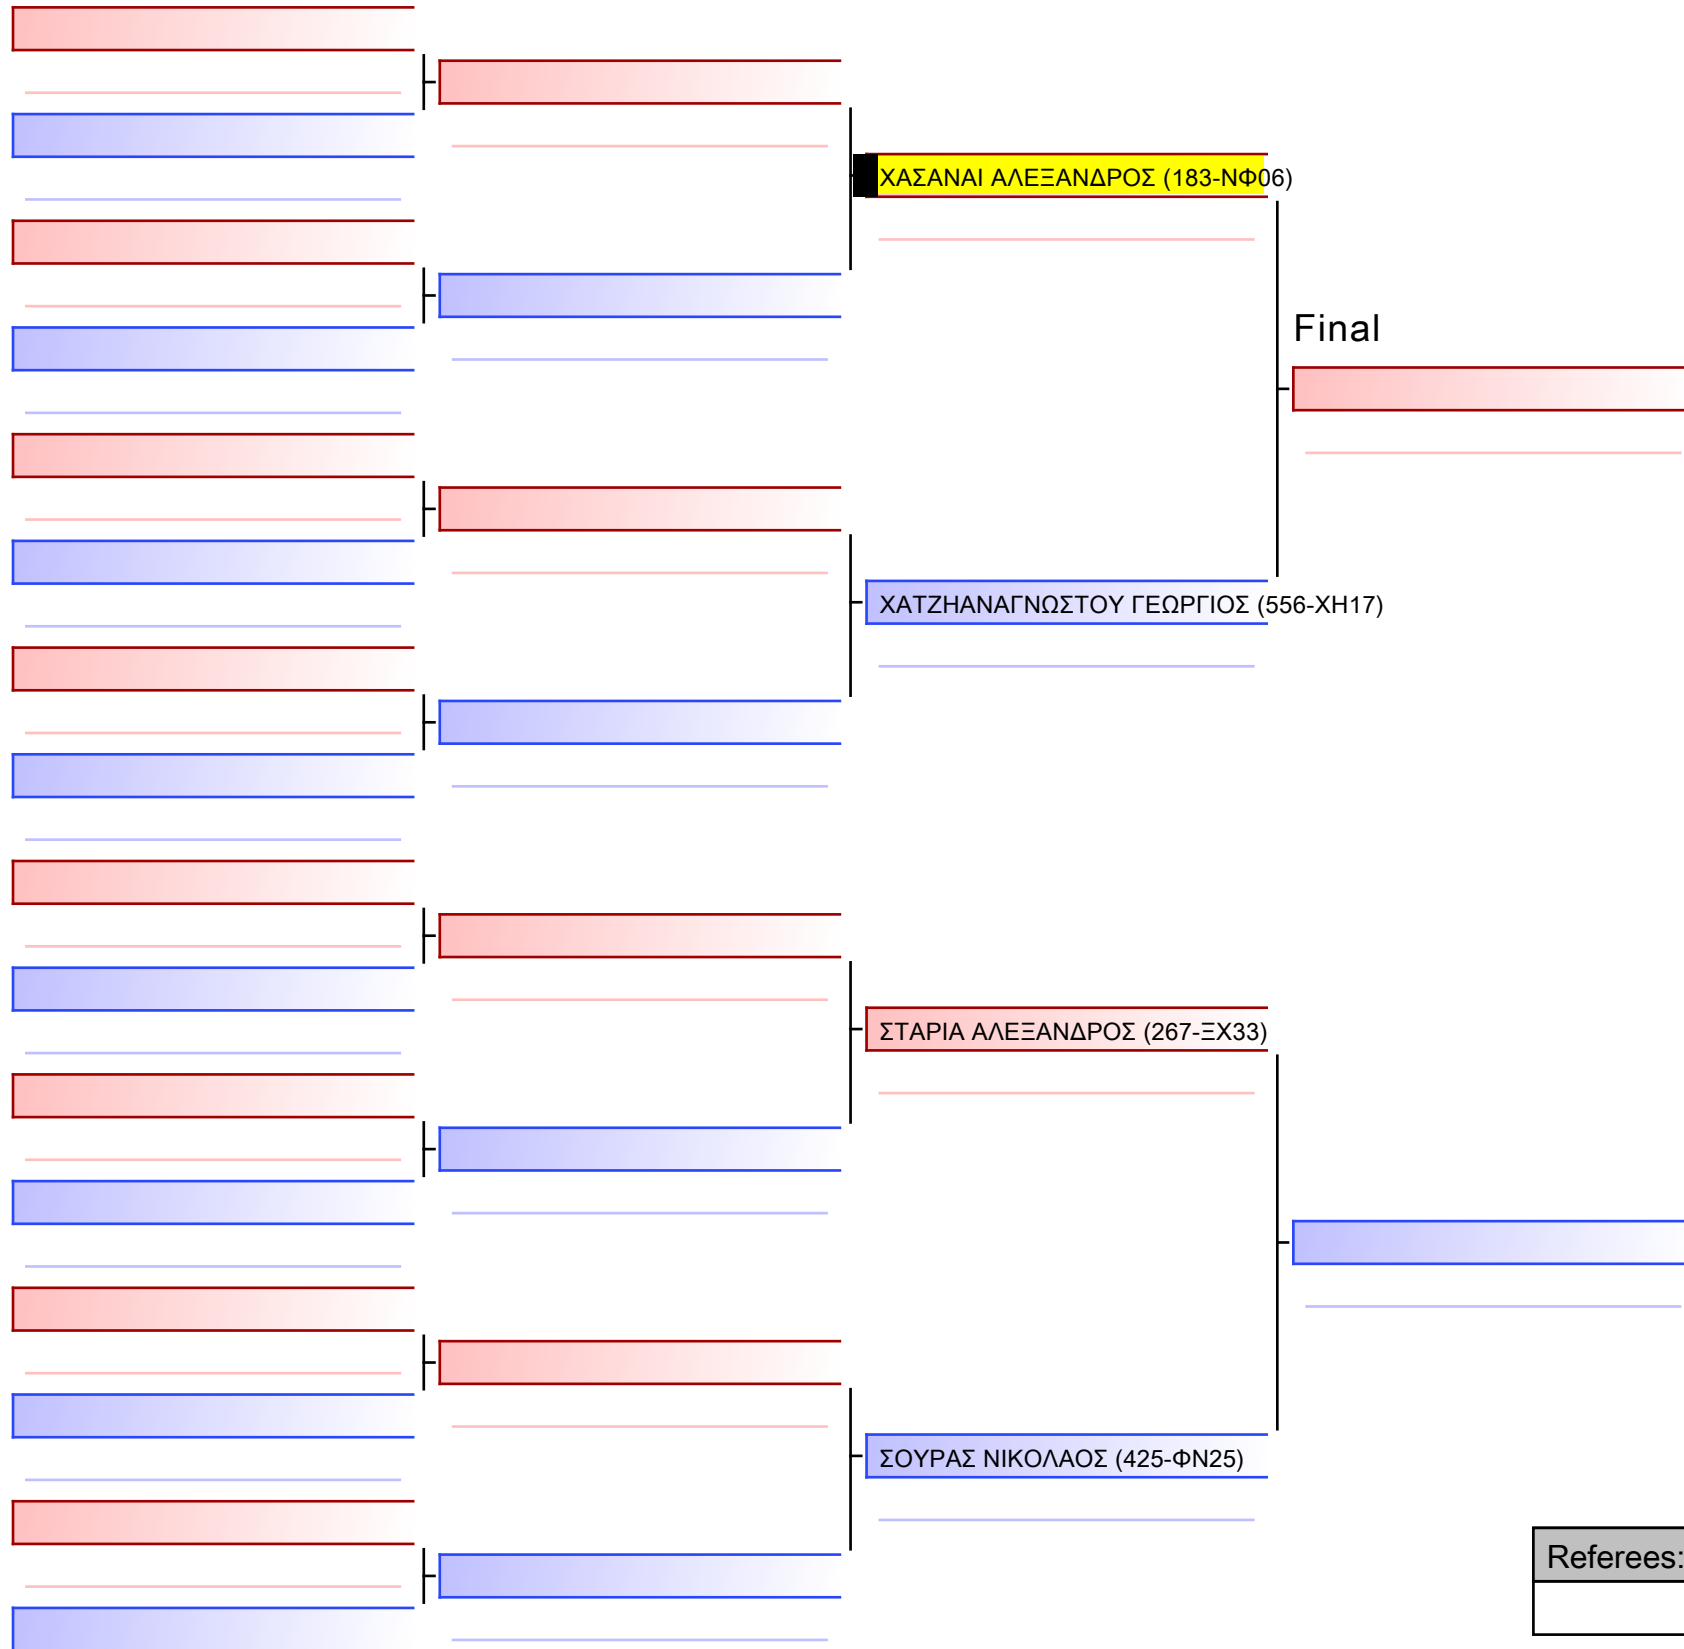 ΧΑΣΑΝΑΙ ΑΛΕΞΑΝΔΡΟΣ (183-ΝΦ06)
Final
ΧΑΤΖΗΑΝΑΓΝΩΣΤΟΥ ΓΕΩΡΓΙΟΣ (556-ΧΗ17)
ΣΤΑΡΙΑ ΑΛΕΞΑΝΔΡΟΣ (267-ΞΧ33)
ΣΟΥΡΑΣ ΝΙΚΟΛΑΟΣ (425-ΦΝ25)
Referees: